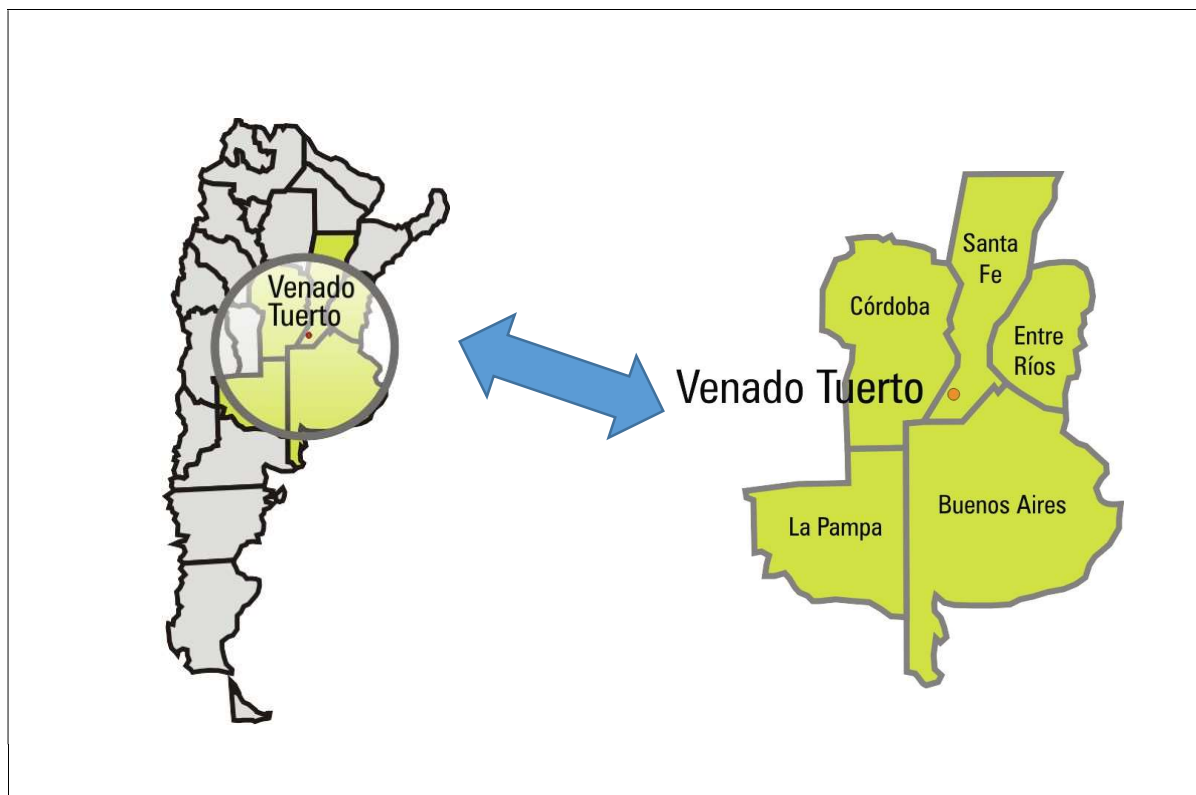 Venado
Tuerto
Santa
Fe
Córdoba
Entre
Ríos
Venado Tuerto
Buenos Aires
La Pampa